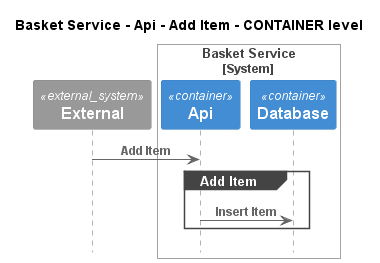 Basket Service - Api - Add Item - CONTAINER level
Basket Service
[System]
«external_system»
External
«container»
Api
«container»
Database
Add Item
Add Item
Insert Item